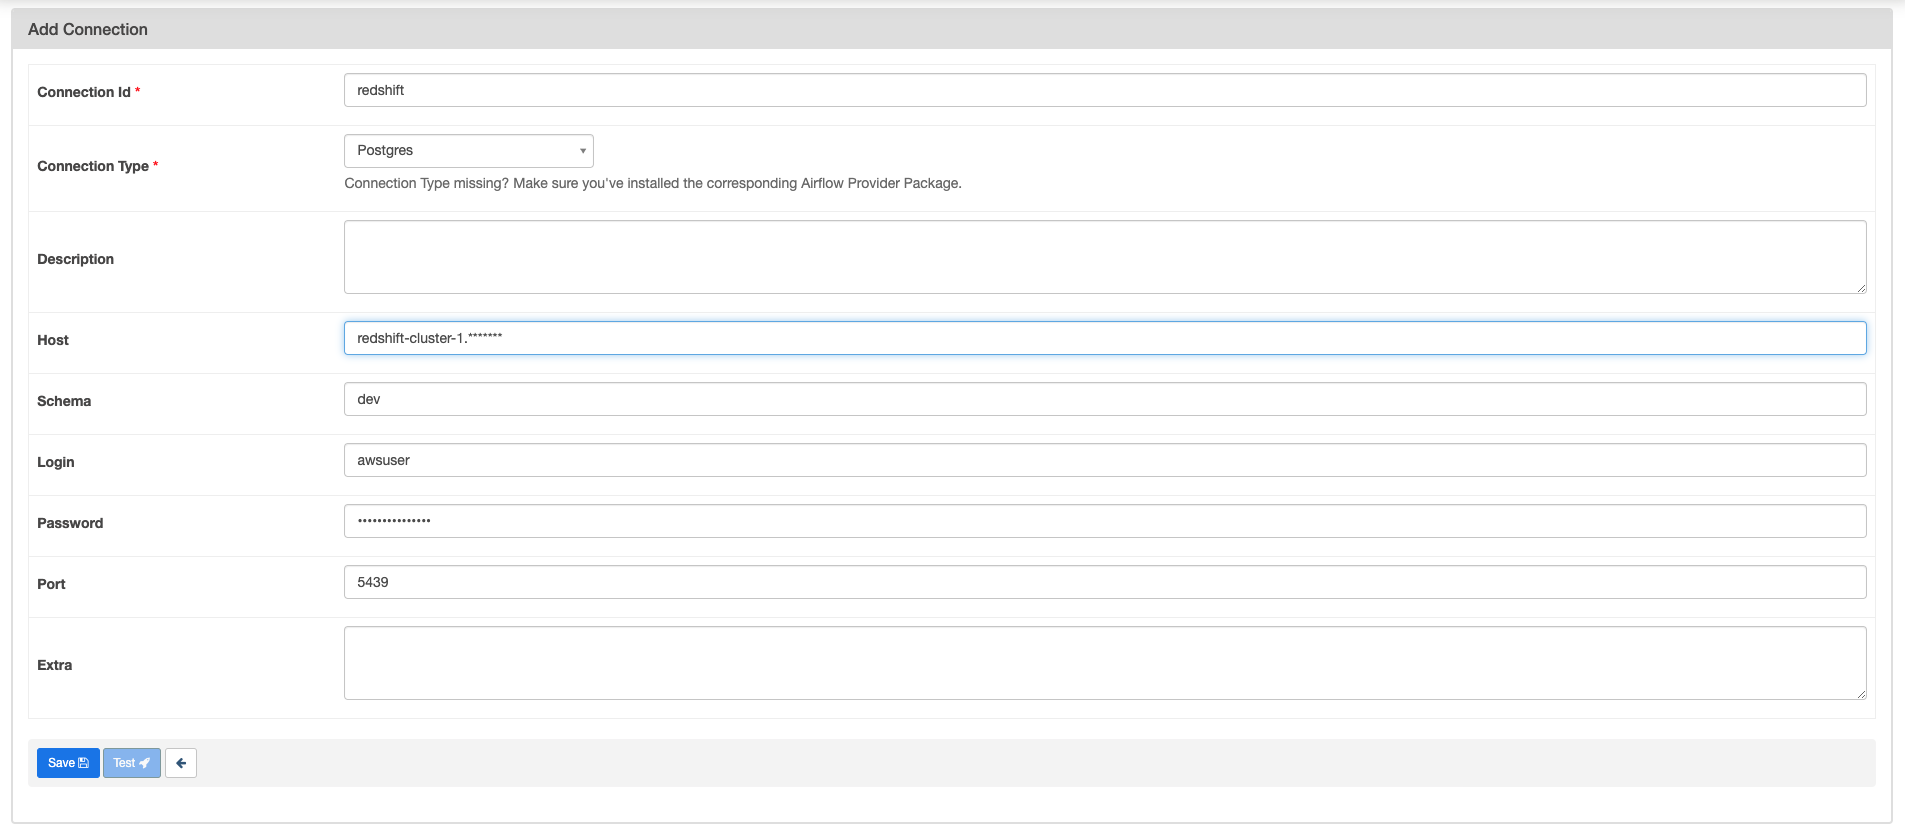 Add Connection
Connection Id *
redshift
Connection Type *
Postgres
Connection Type missing? Make sure you've installed the corresponding Airflow Provider Package.
Description
Host
redshift-cluster-1.*******
Schema
dev
Login
awsuser
Password
•••••••••••••••
Port
5439
Extra
Save
Test